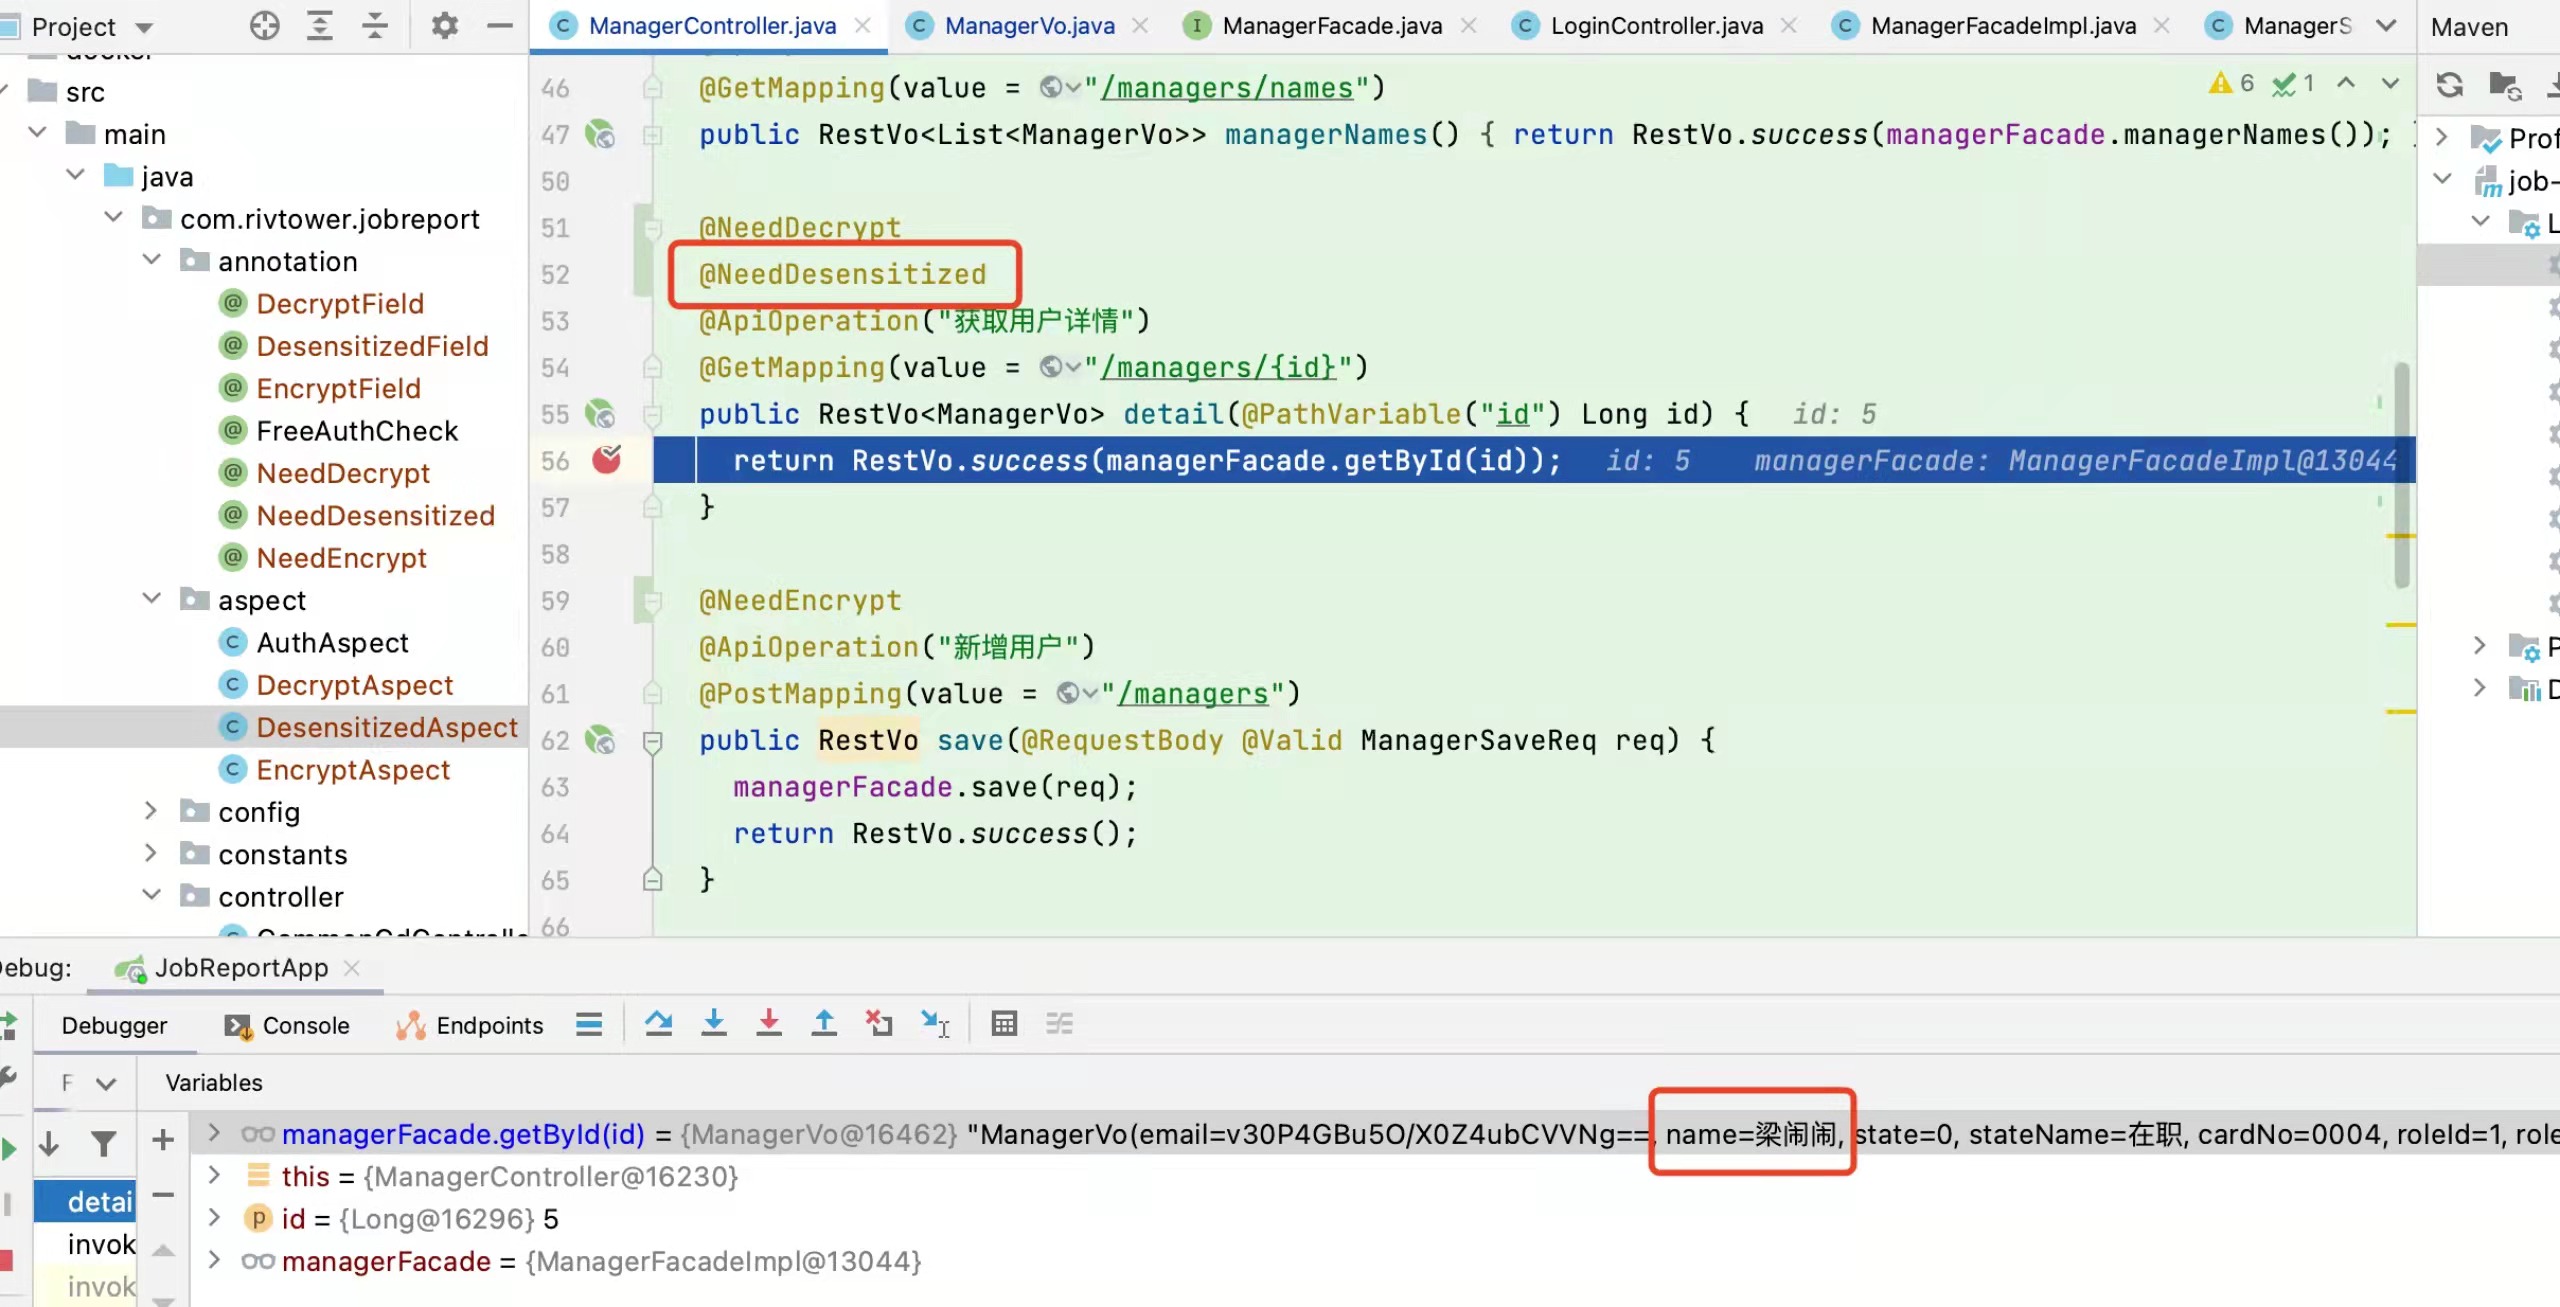 Project
ManagerController.java
ManagerVo.java
ManagerFacade.java
LoginController.java
ManagerFacadeImpl.java
ManagerS
Maven
docker
src
main
java
com.rivtower.jobreport
annotation
DecryptField
DesensitizedField
EncryptField
FreeAuthCheck
NeedDecrypt
NeedDesensitized
NeedEncrypt
aspect
AuthAspect
DecryptAspect
DesensitizedAspect
EncryptAspect
config
constants
controller
46 @GetMapping(value = "/managers/names")
47 public RestVo<List<ManagerVo>> managerNames() { return RestVo.success(managerFacade.managerNames());
50
51 @NeedDecrypt
52 @NeedDesensitized
53 @ApiOperation("获取用户详情")
54 @GetMapping(value = "/managers/{id}")
55 public RestVo<ManagerVo> detail(@PathVariable("id") Long id) { id: 5
56 return RestVo.success(managerFacade.getById(id)); id: 5 managerFacade: ManagerFacadeImpl@13044
57 }
58
59 @NeedEncrypt
60 @ApiOperation("新增用户")
61 @PostMapping(value = "/managers")
62 public RestVo save(@RequestBody @Valid ManagerSaveReq req) {
63 managerFacade.save(req);
64 return RestVo.success();
65 }
66
6
1
Prof
job-
L
P
D
ebug:
JobReportApp
Debugger
Console
Endpoints
F
Variables
managerFacade.getById(id) = {ManagerVo@16462} "ManagerVo(email=v30P4GBu5O/X0Z4ubCVVNg==, name=梁闹闹, state=0, stateName=在职, cardNo=0004, roleId=1, role
this = {ManagerController@16230}
id = {Long@16296} 5
managerFacade = {ManagerFacadeImpl@13044}
detai
invok
invok